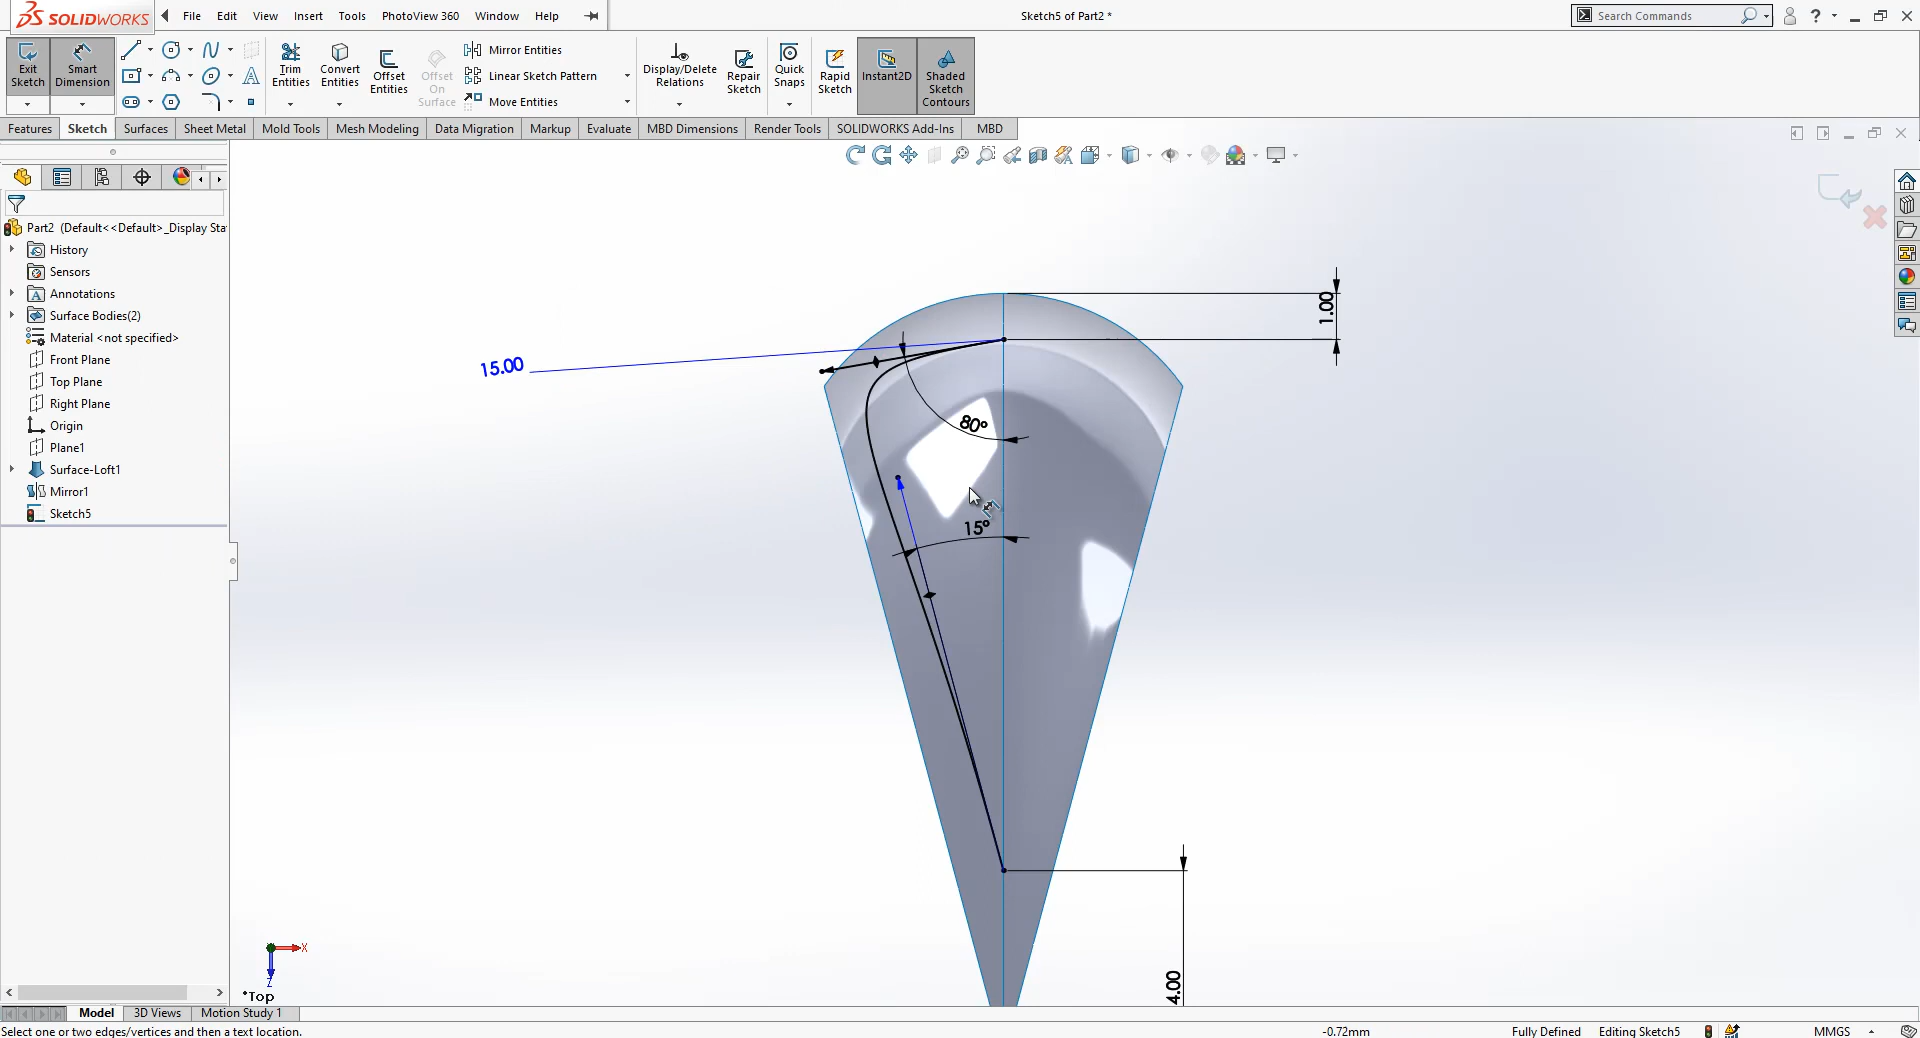 SOLIDWORKS
File Edit View Insert Tools PhotoView 360 Window Help
Sketch5 of Part2 *
Search Commands
Exit Sketch
Smart Dimension
Trim Entities
Convert Entities
Offset Entities
Offset On Surface
Mirror Entities
Linear Sketch Pattern
Move Entities
Display/Delete Relations
Repair Sketch
Quick Snaps
Rapid Sketch
Instant2D
Shaded Sketch Contours
Features Sketch Surfaces Sheet Metal Mold Tools Mesh Modeling Data Migration Markup Evaluate MBD Dimensions Render Tools SOLIDWORKS Add-Ins MBD
Part2 (Default<<Default>_Display Sta
History
Sensors
Annotations
Surface Bodies(2)
Material <not specified>
Front Plane
Top Plane
Right Plane
Origin
Plane1
Surface-Loft1
Mirror1
Sketch5
1.00
15.00
80°
15°
4.00
X
Z
*Top
Model 3D Views Motion Study 1
Select one or two edges/vertices and then a text location.
-0.72mm
Fully Defined
Editing Sketch5
MMGS